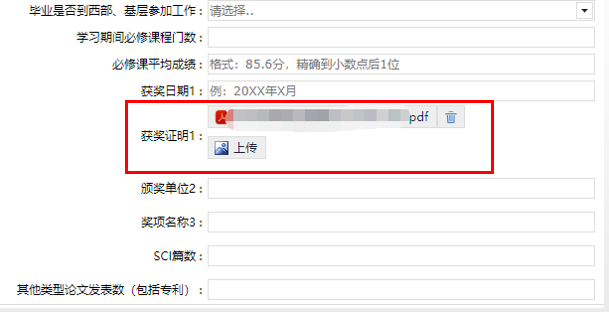 毕业是否到西部、基层参加工作： 请选择..
学习期间必修课程门数：
必修课平均成绩： 格式：85.6分，精确到小数点后1位
获奖日期1： 例：20XX年X月
pdf
获奖证明1：
上传
颁奖单位2：
奖项名称3：
SCI篇数：
其他类型论文发表数（包括专利）：